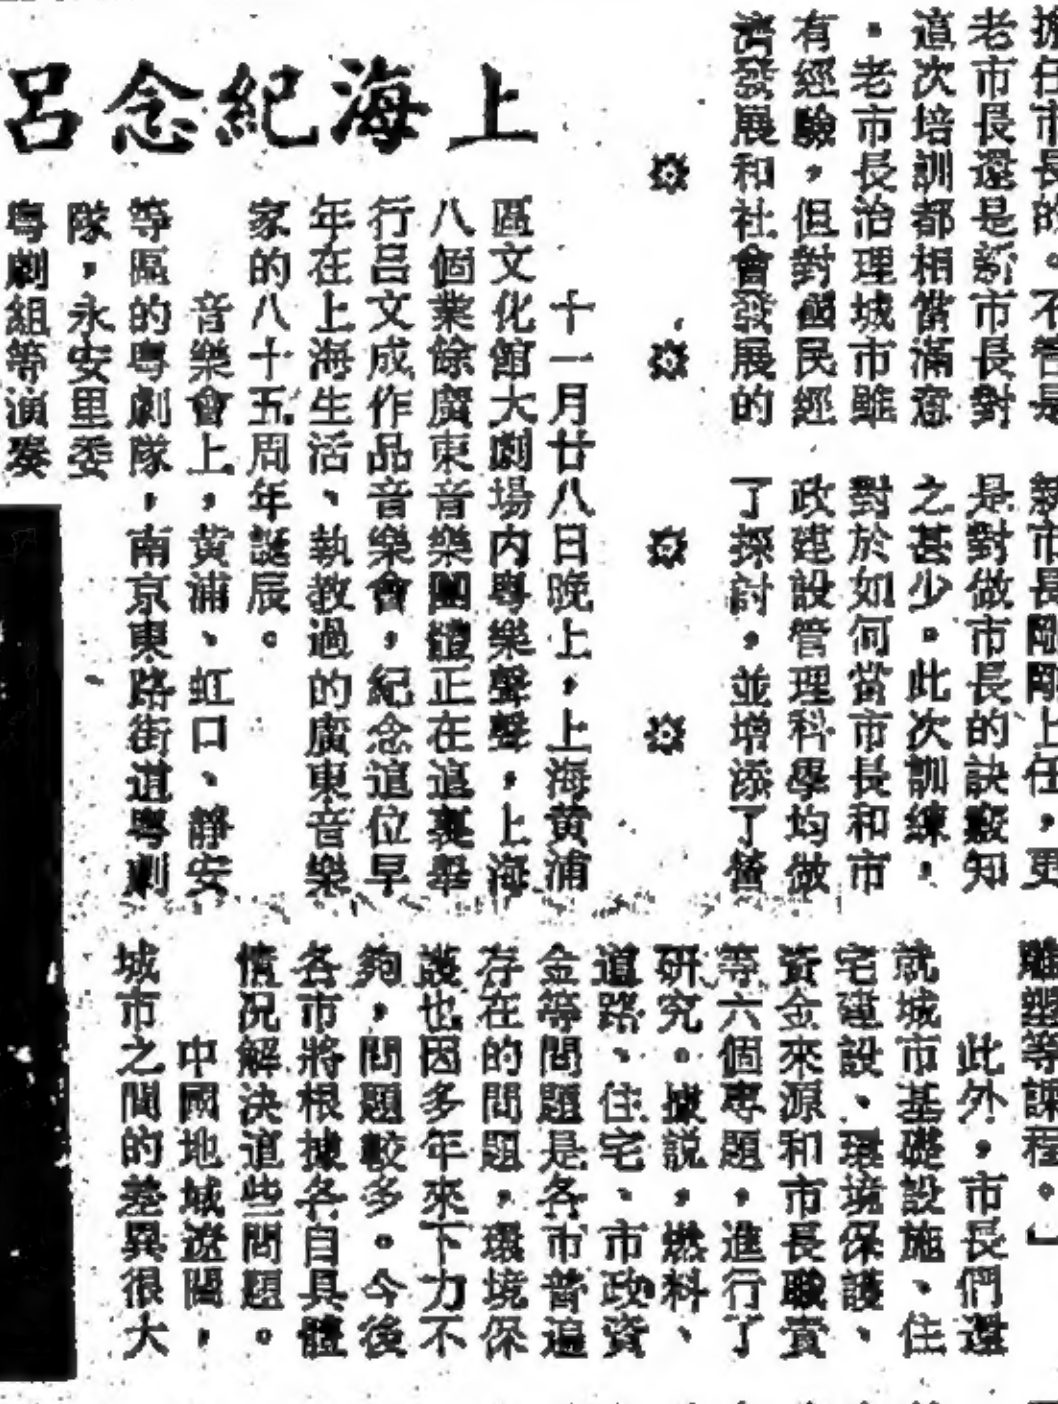 擔任市長的。不管是
老市長還是新市長對
這次培訓都相當滿意
。老市長治理城市雖
有經驗，但對國民經
濟發展和社會發展的
新市長剛剛上任，更
是對做市長的訣竅知
之甚少。此次訓練，
對於如何當市長和市
政建設管理科學均做
了探討，並增添了
等課程。」
此外，市長們還
就城市基礎設施、住
宅建設、環境保護、
資金來源和市長職責
等六個專題，進行了
研究。據説，燃料、
道路、住宅、市政資
金等問題是各市普遍
存在的問題，環境保
護也因多年來下力不
夠，問題較多。今後
各市將根據各自具體
情況解決這些問題。
中國地域遼闊，
城市之間的差異很大
上海紀念呂
十一月廿八日晚上，上海黄浦
區文化館大劇場内粵樂聲聲，上海
八個業餘廣東音樂團體正在這裏舉
行呂文成作品音樂會，紀念這位早
年在上海生活、執教過的廣東音樂
家的八十五周年誕辰。
音樂會上，黄浦、虹口、靜安
等區的粵劇隊，南京東路街道粵劇
隊，永安里委
粵劇組等演奏